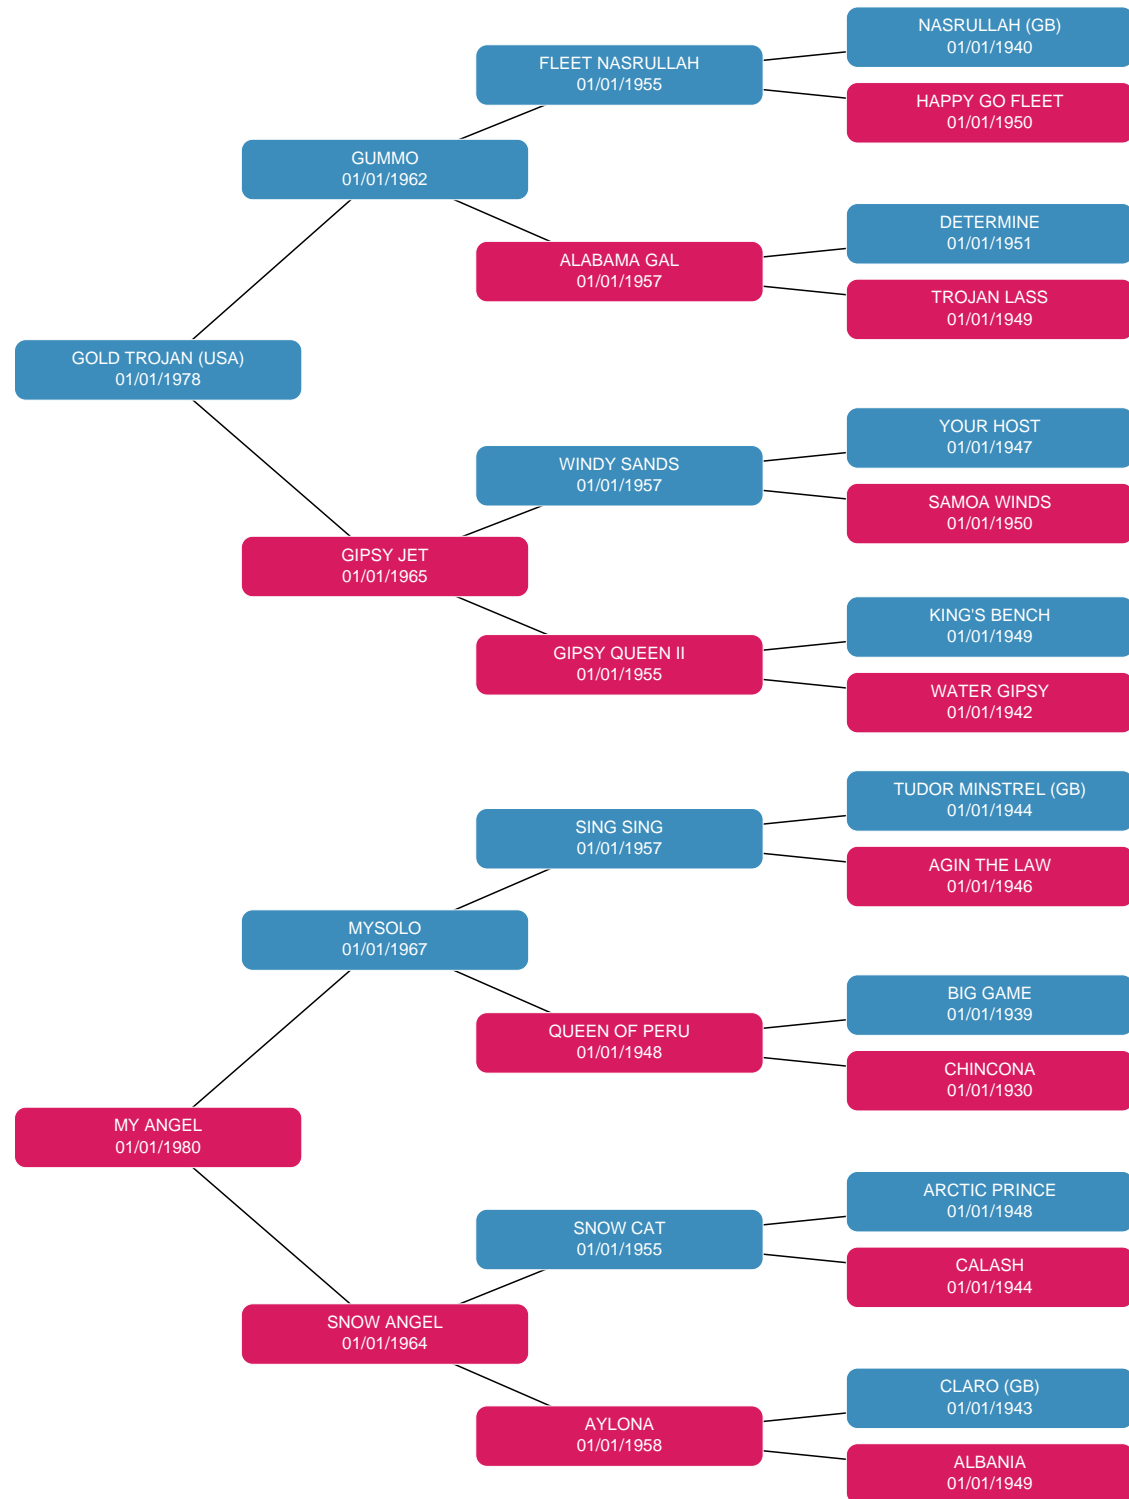 NASRULLAH (GB)
01/01/1940
FLEET NASRULLAH
01/01/1955
HAPPY GO FLEET
01/01/1950
GUMMO
01/01/1962
DETERMINE
01/01/1951
ALABAMA GAL
01/01/1957
TROJAN LASS
01/01/1949
GOLD TROJAN (USA)
01/01/1978
YOUR HOST
01/01/1947
WINDY SANDS
01/01/1957
SAMOA WINDS
01/01/1950
GIPSY JET
01/01/1965
KING'S BENCH
01/01/1949
GIPSY QUEEN II
01/01/1955
WATER GIPSY
01/01/1942
TUDOR MINSTREL (GB)
01/01/1944
SING SING
01/01/1957
AGIN THE LAW
01/01/1946
MYSOLO
01/01/1967
BIG GAME
01/01/1939
QUEEN OF PERU
01/01/1948
CHINCONA
01/01/1930
MY ANGEL
01/01/1980
ARCTIC PRINCE
01/01/1948
SNOW CAT
01/01/1955
CALASH
01/01/1944
SNOW ANGEL
01/01/1964
CLARO (GB)
01/01/1943
AYLONA
01/01/1958
ALBANIA
01/01/1949